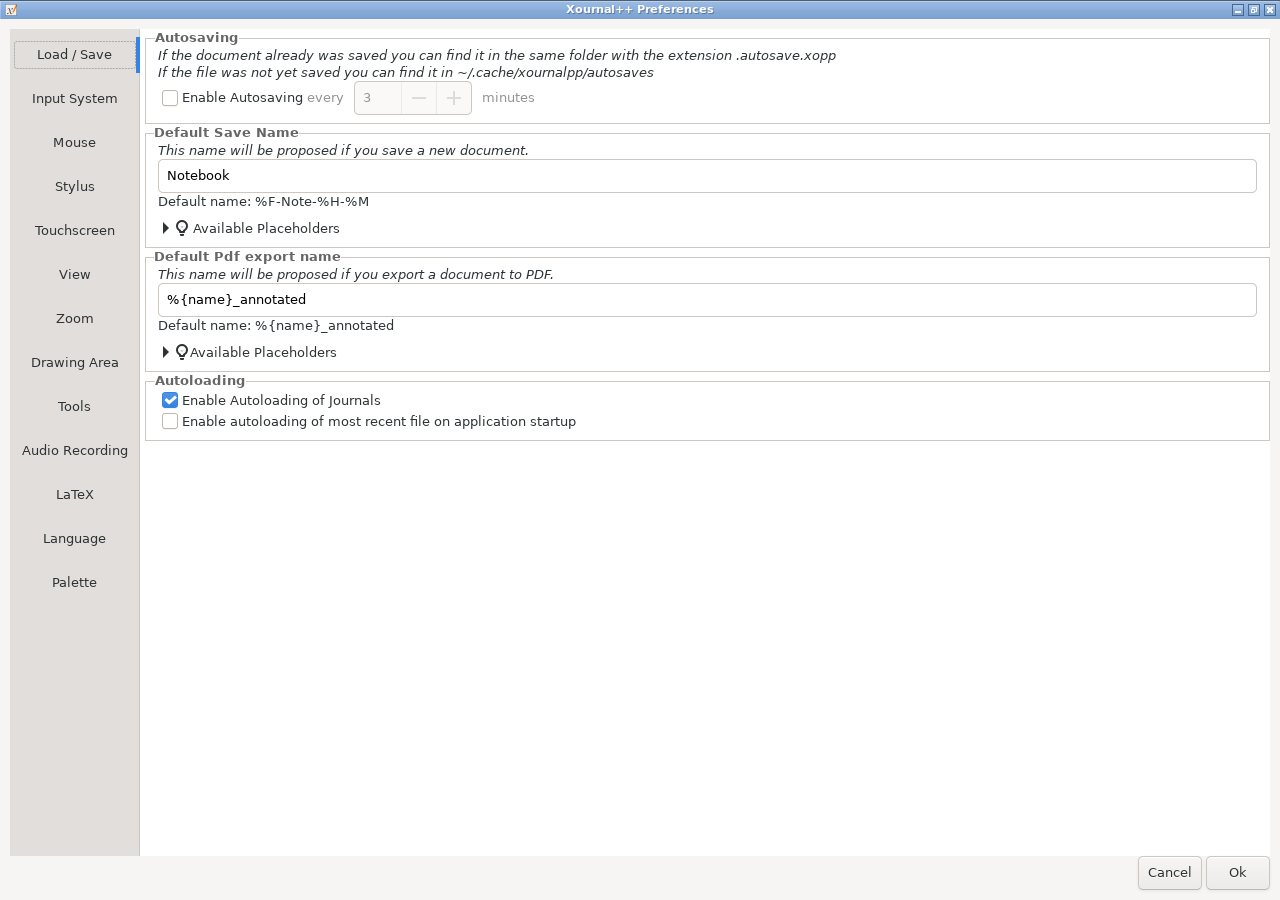 Xournal++ Preferences
Load / Save
Input System
Mouse
Stylus
Touchscreen
View
Zoom
Drawing Area
Tools
Audio Recording
LaTeX
Language
Palette
Autosaving
If the document already was saved you can find it in the same folder with the extension .autosave.xopp
If the file was not yet saved you can find it in ~/.cache/xournalpp/autosaves
Enable Autosaving every 3 minutes
Default Save Name
This name will be proposed if you save a new document.
Notebook
Default name: %F-Note-%H-%M
Available Placeholders
Default Pdf export name
This name will be proposed if you export a document to PDF.
%{name}_annotated
Default name: %{name}_annotated
Available Placeholders
Autoloading
Enable Autoloading of Journals
Enable autoloading of most recent file on application startup
Cancel Ok